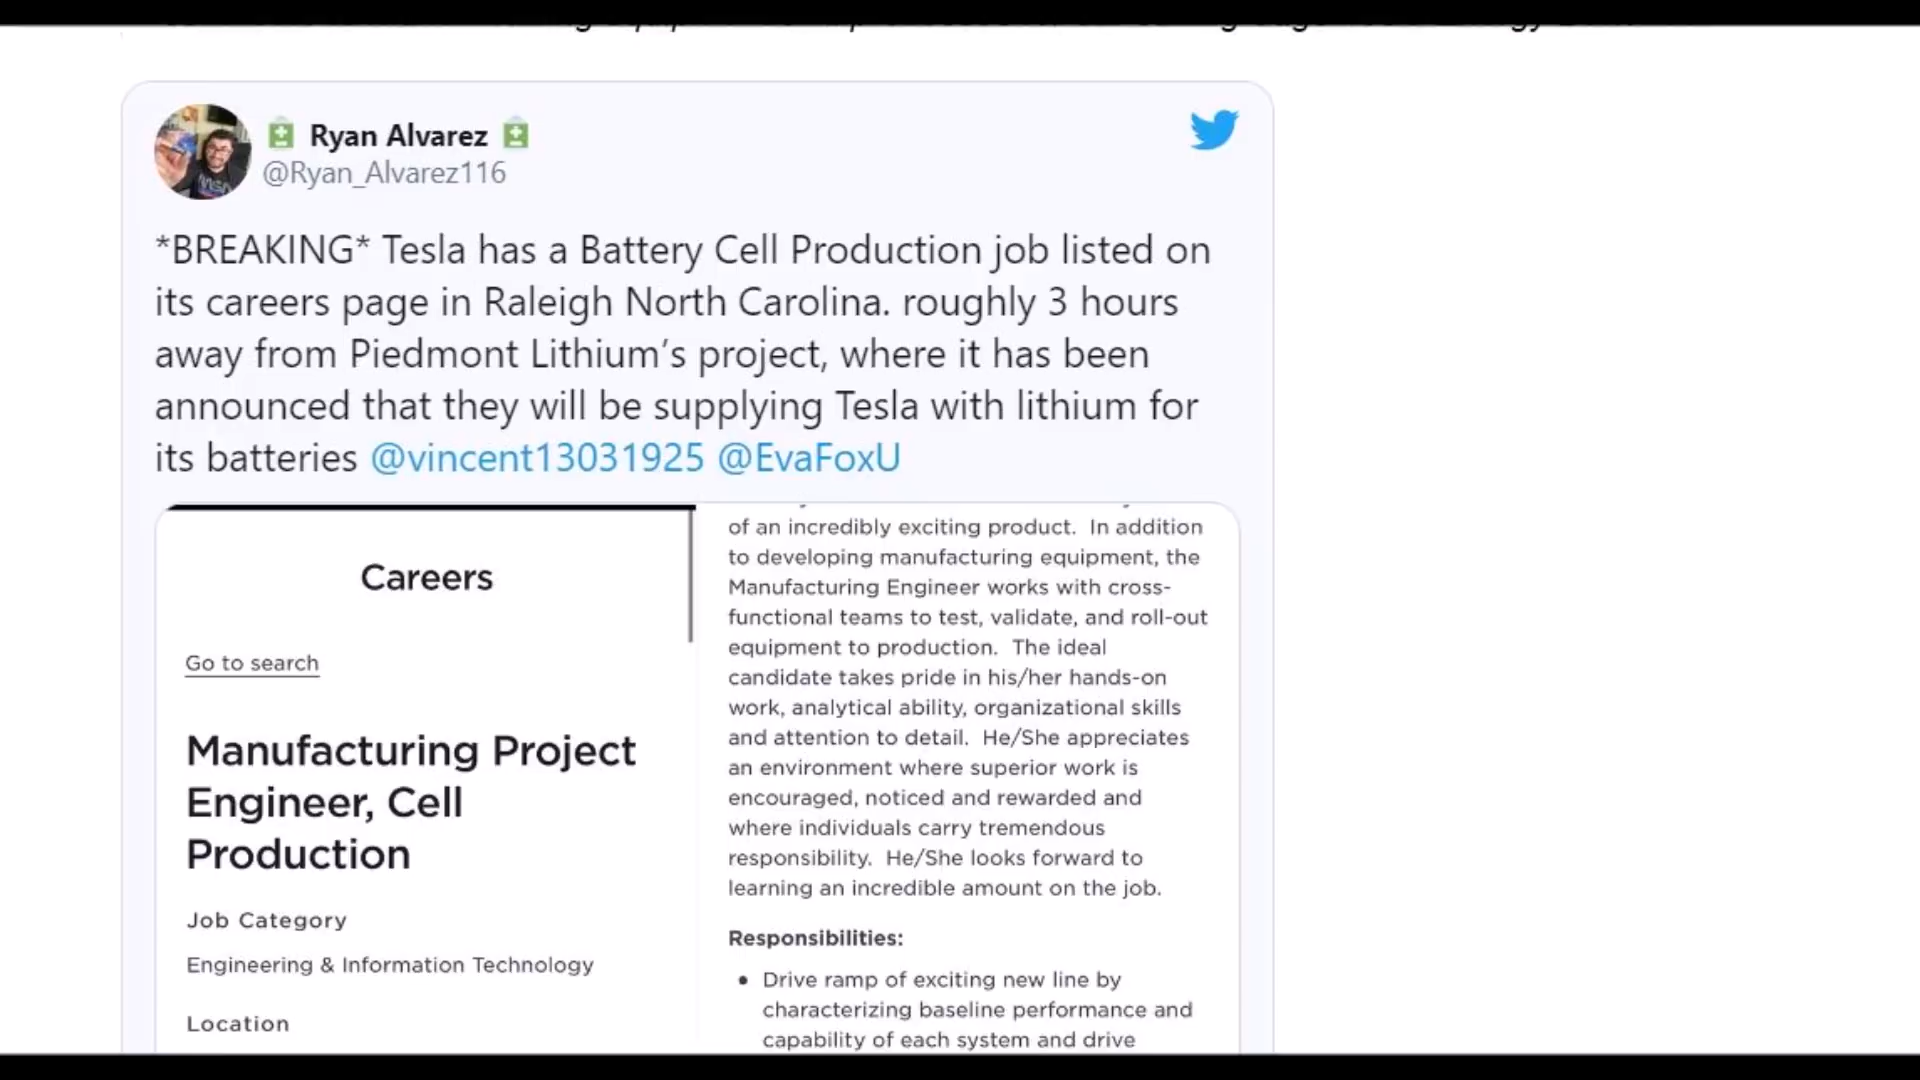 Ryan Alvarez
@Ryan_Alvarez116
*BREAKING* Tesla has a Battery Cell Production job listed on
its careers page in Raleigh North Carolina. roughly 3 hours
away from Piedmont Lithium’s project, where it has been
announced that they will be supplying Tesla with lithium for
its batteries @vincent13031925 @EvaFoxU
Careers
Go to search
Manufacturing Project
Engineer, Cell
Production
Job Category
Engineering & Information Technology
Location
of an incredibly exciting product. In addition
to developing manufacturing equipment, the
Manufacturing Engineer works with cross-
functional teams to test, validate, and roll-out
equipment to production. The ideal
candidate takes pride in his/her hands-on
work, analytical ability, organizational skills
and attention to detail. He/She appreciates
an environment where superior work is
encouraged, noticed and rewarded and
where individuals carry tremendous
responsibility. He/She looks forward to
learning an incredible amount on the job.
Responsibilities:
• Drive ramp of exciting new line by
characterizing baseline performance and
capability of each system and drive